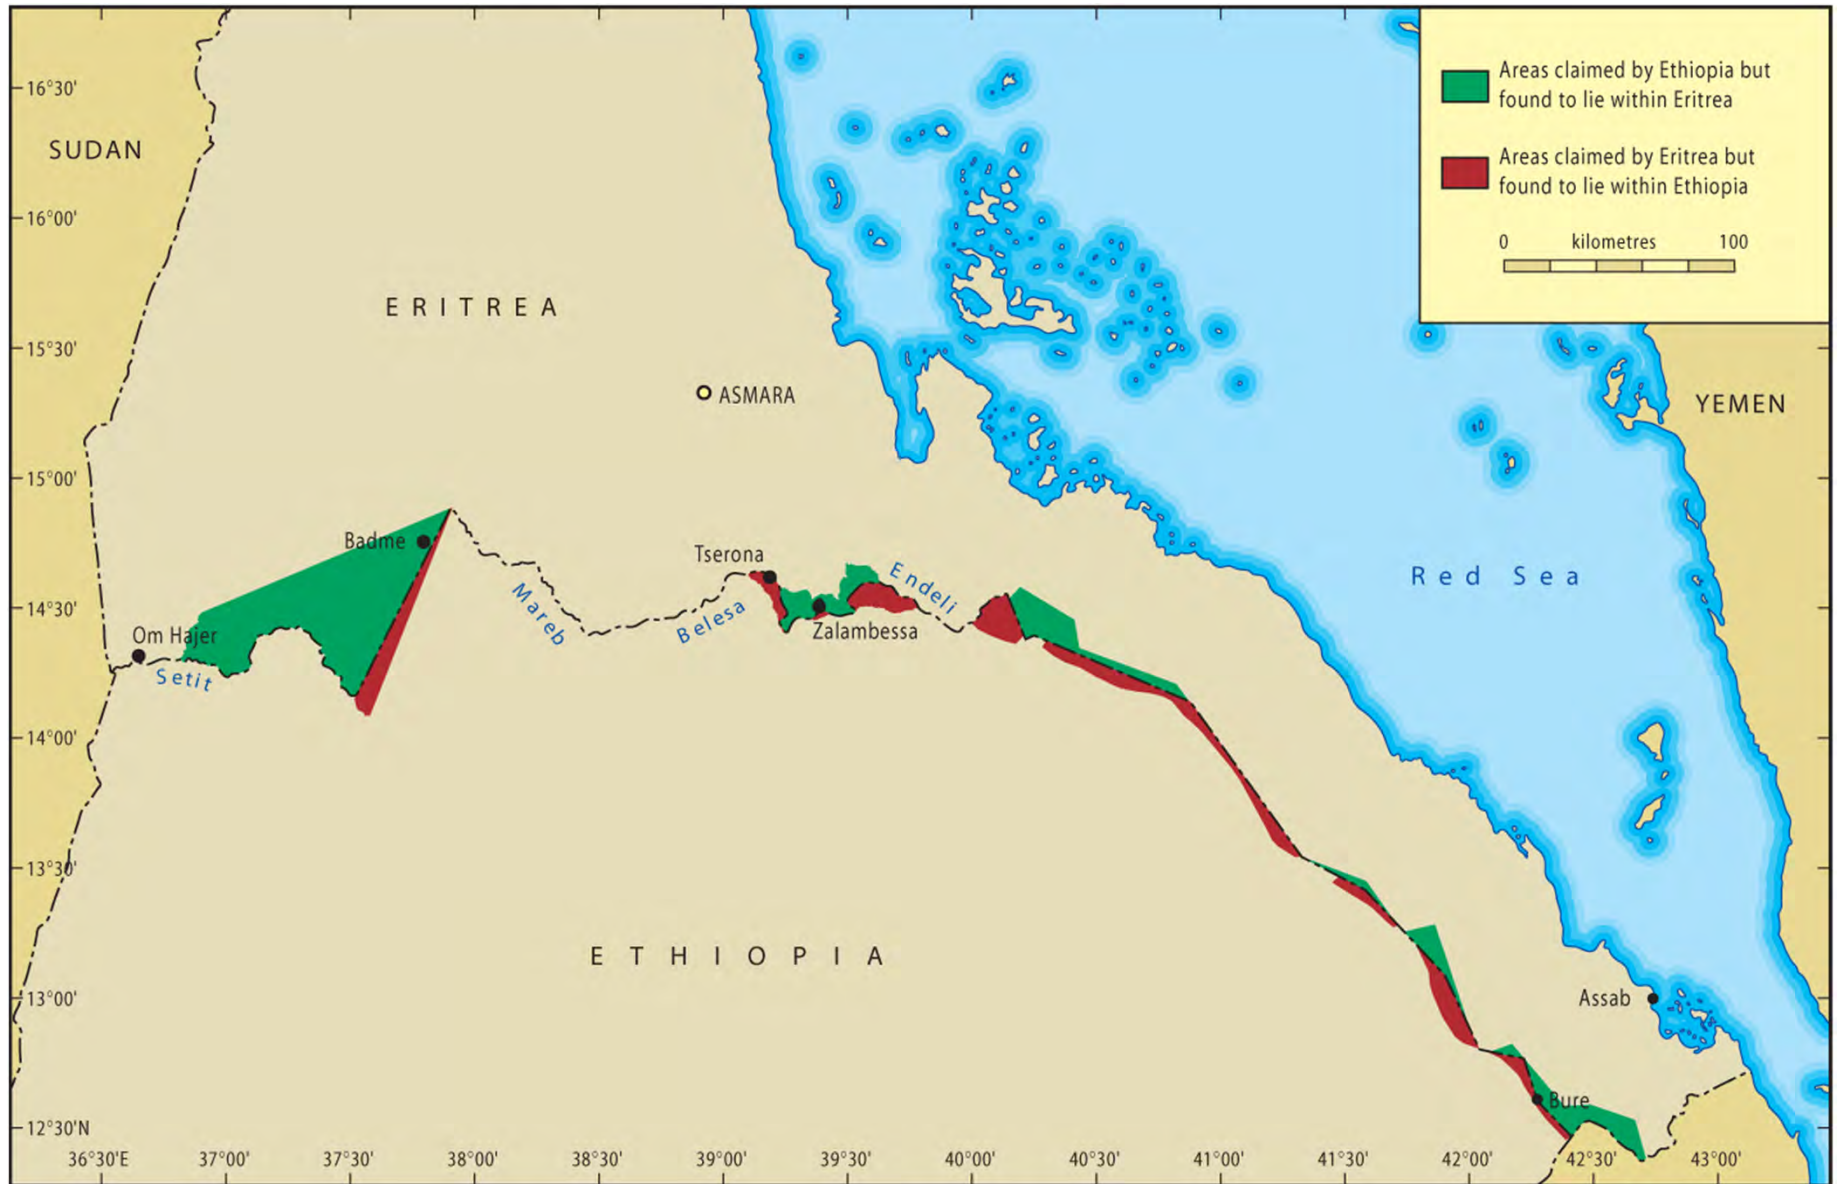 Areas claimed by Ethiopia but
found to lie within Eritrea
Areas claimed by Eritrea but
found to lie within Ethiopia
0 kilometres 100
16°30'
SUDAN
16°00'
ERITREA
15°30'
ASMARA
YEMEN
15°00'
Badme
Tserona
Endeli
Red Sea
14°30'
Mareb
Belesa
Zalambessa
Om Hajer
Setit
14°00'
13°30'
ETHIOPIA
13°00'
Assab
Bure
12°30'N
36°30'E 37°00' 37°30' 38°00' 38°30' 39°00' 39°30' 40°00' 40°30' 41°00' 41°30' 42°00' 42°30' 43°00'